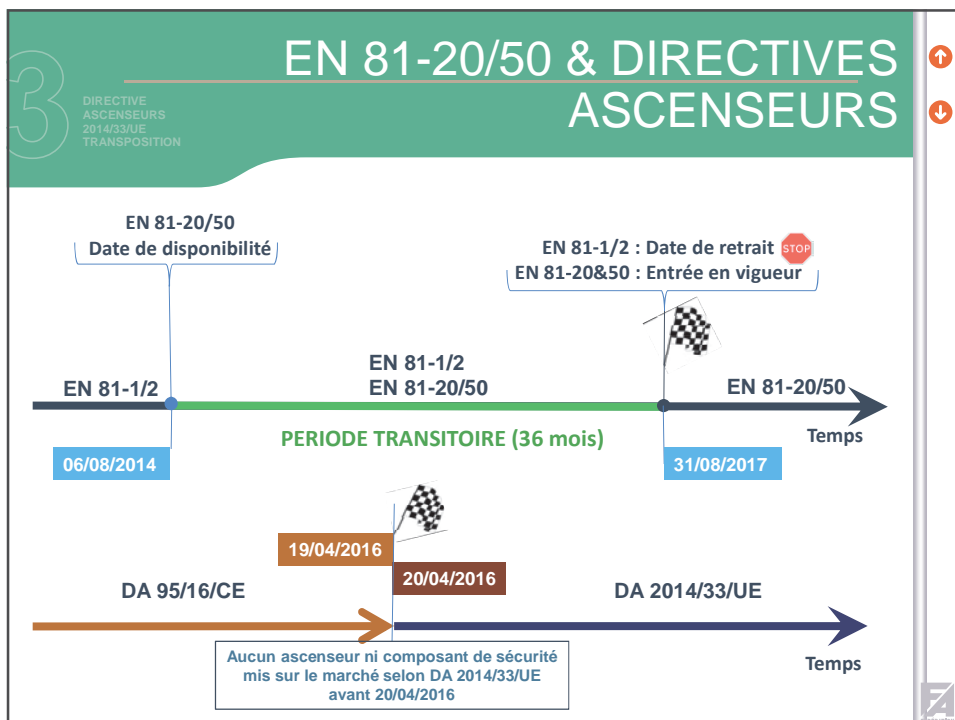 EN 81-20/50 & DIRECTIVES
ASCENSEURS
3
DIRECTIVE
ASCENSEURS
2014/33/UE
TRANSPOSITION
EN 81-20/50
Date de disponibilité
EN 81-1/2 : Date de retrait STOP
EN 81-20&50 : Entrée en vigueur
EN 81-1/2
EN 81-1/2
EN 81-20/50
EN 81-20/50
PERIODE TRANSITOIRE (36 mois)
Temps
06/08/2014
31/08/2017
19/04/2016
20/04/2016
DA 95/16/CE
DA 2014/33/UE
Aucun ascenseur ni composant de sécurité
mis sur le marché selon DA 2014/33/UE
avant 20/04/2016
Temps